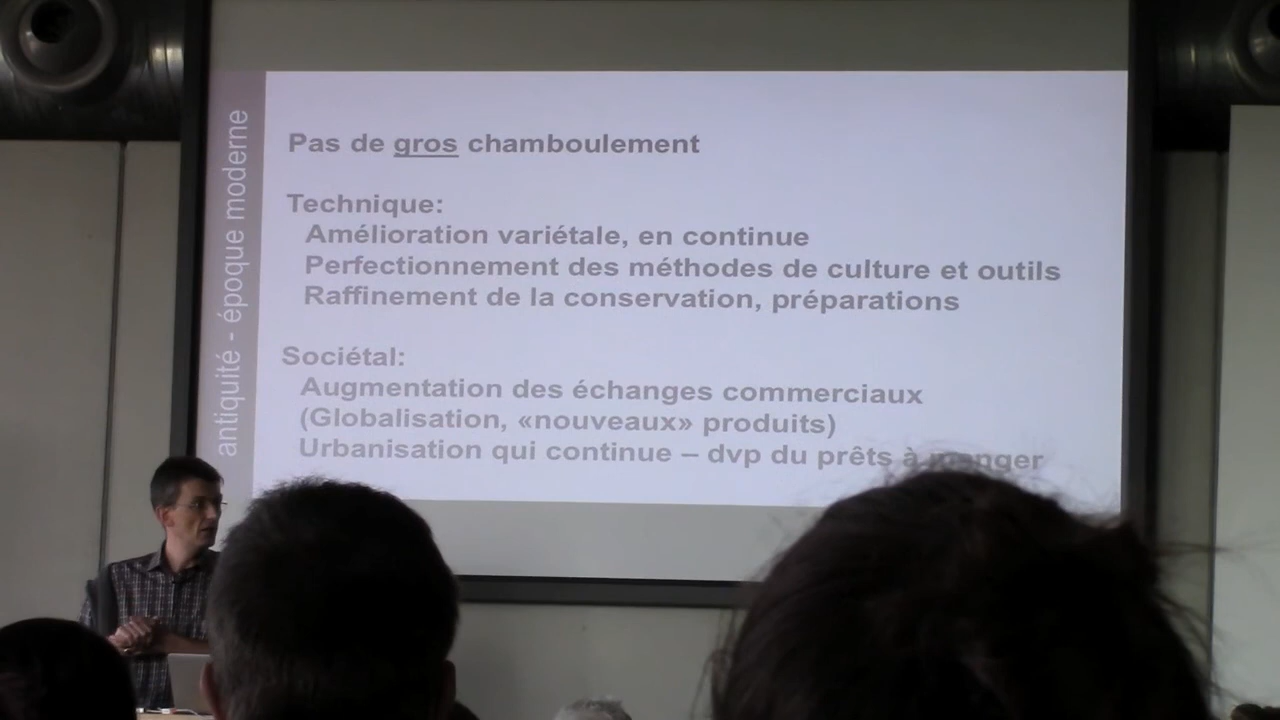 antiquité - époque moderne
Pas de gros chamboulement
Technique:
Amélioration variétale, en continue
Perfectionnement des méthodes de culture et outils
Raffinement de la conservation, préparations
Sociétal:
Augmentation des échanges commerciaux
(Globalisation, «nouveaux» produits)
Urbanisation qui continue – dvp du prêts à manger